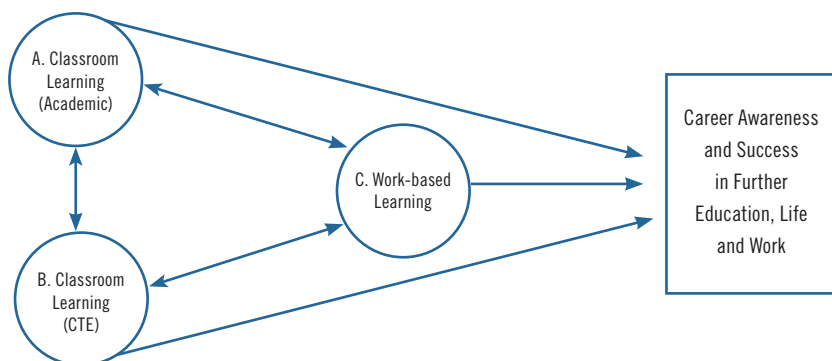 A. Classroom
Learning
(Academic)
C. Work-based
Learning
B. Classroom
Learning
(CTE)
Career Awareness
and Success
in Further
Education, Life
and Work